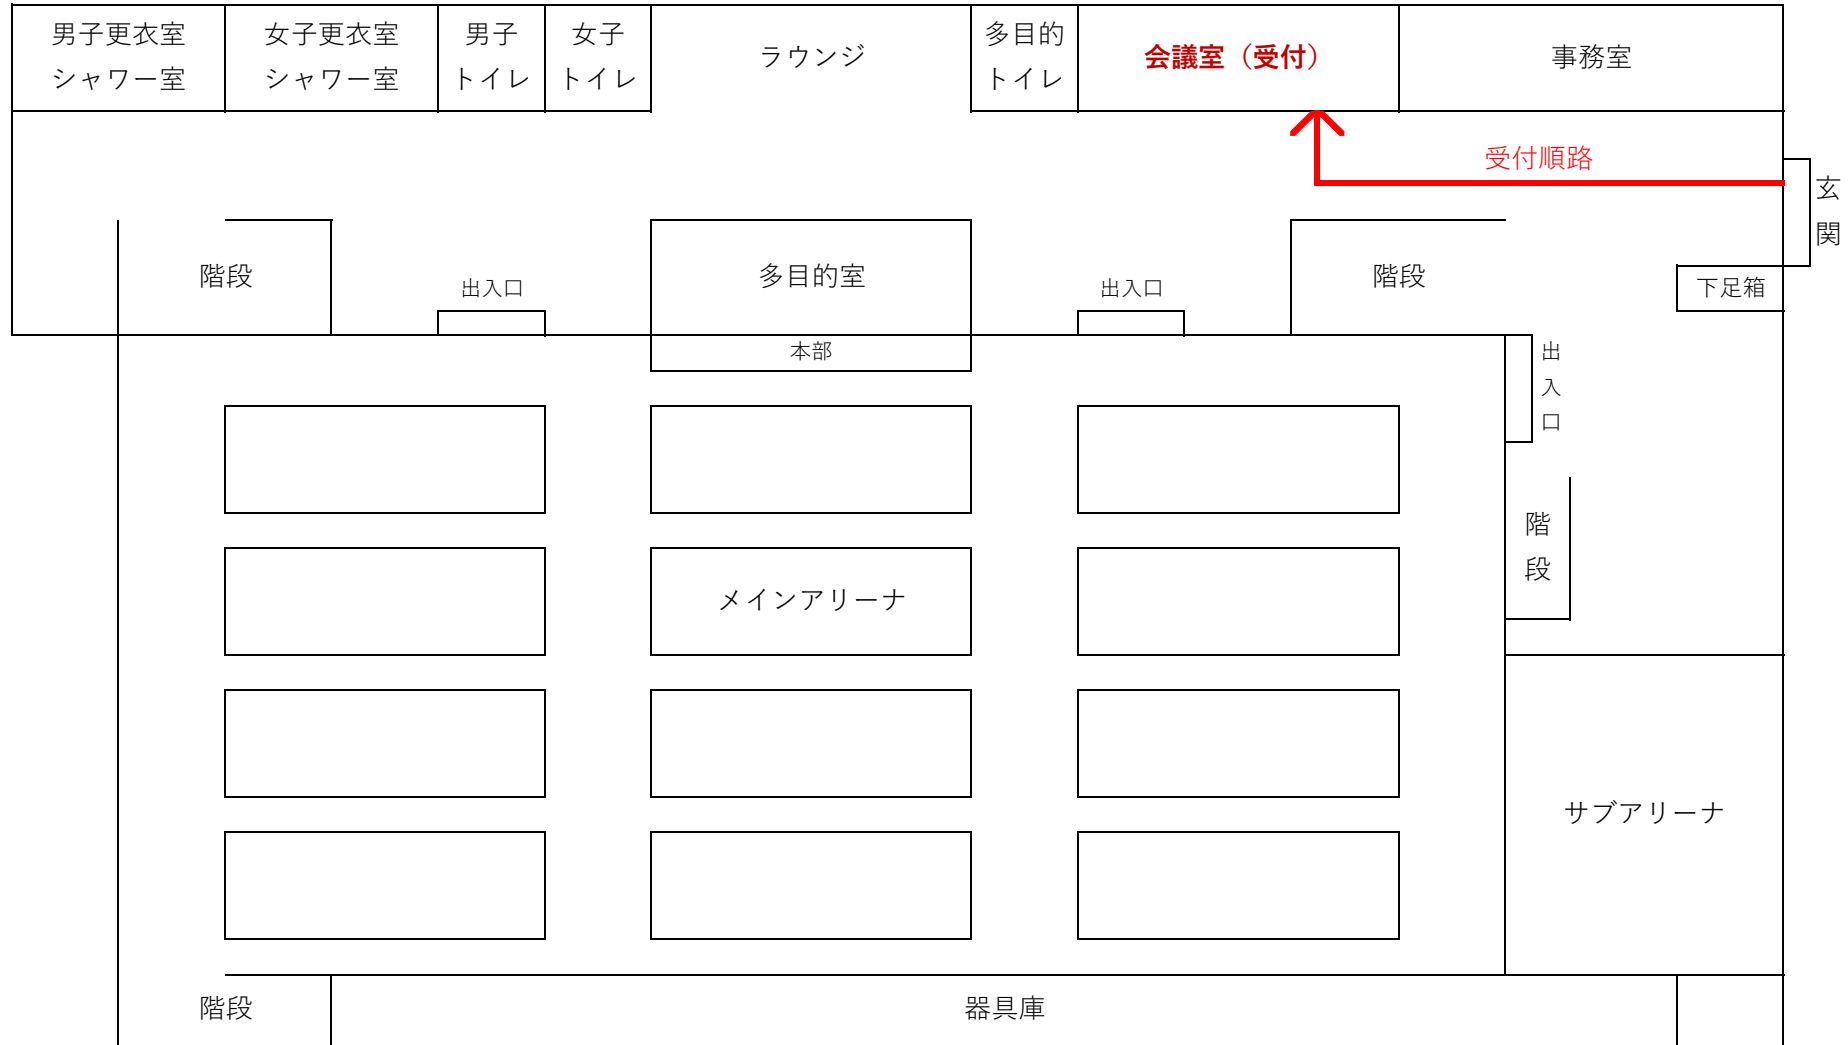 男子更衣室
シャワー室
女子更衣室
シャワー室
男子
トイレ
女子
トイレ
ラウンジ
多目的
トイレ
会議室（受付）
事務室
受付順路
玄
関
階段
出入口
多目的室
出入口
階段
下足箱
本部
出
入
口
階
段
メインアリーナ
サブアリーナ
階段
器具庫